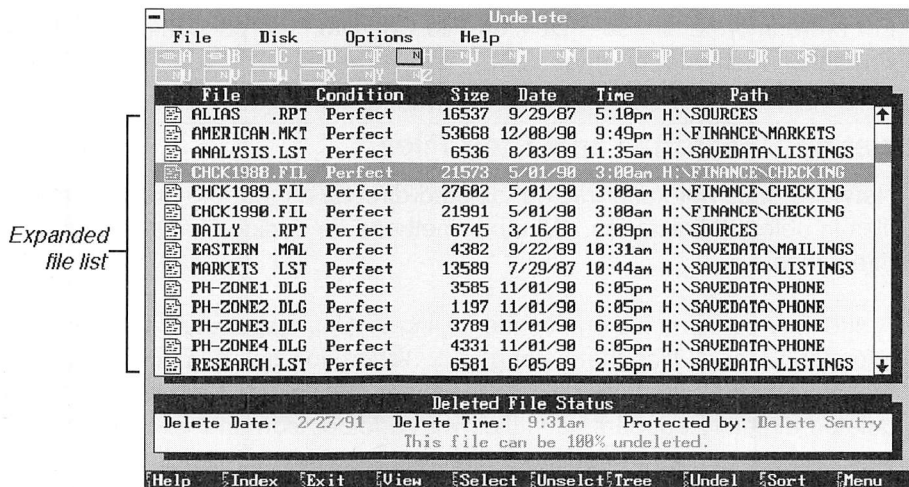 Undelete
File Disk Options Help
A B C D F I J M N O P Q R S T
U V W X Y Z
File Condition Size Date Time Path
ALIAS .RPT Perfect 16537 9/29/87 5:10pm H:\SOURCES
AMERICAN.MKT Perfect 53668 12/08/90 9:49pm H:\FINANCE\MARKETS
ANALYSIS.LST Perfect 6536 8/03/89 11:35am H:\SAVEDATA\LISTINGS
CHCK1988.FIL Perfect 21573 5/01/90 3:00am H:\FINANCE\CHECKING
CHCK1989.FIL Perfect 27602 5/01/90 3:00am H:\FINANCE\CHECKING
CHCK1990.FIL Perfect 21991 5/01/90 3:00am H:\FINANCE\CHECKING
DAILY .RPT Perfect 6745 3/16/88 2:09pm H:\SOURCES
EASTERN .MAL Perfect 4382 9/22/89 10:31am H:\SAVEDATA\MAILINGS
MARKETS .LST Perfect 13589 7/29/87 10:44am H:\SAVEDATA\LISTINGS
PH-ZONE1.DLG Perfect 3585 11/01/90 6:05pm H:\SAVEDATA\PHONE
PH-ZONE2.DLG Perfect 1197 11/01/90 6:05pm H:\SAVEDATA\PHONE
PH-ZONE3.DLG Perfect 3789 11/01/90 6:05pm H:\SAVEDATA\PHONE
PH-ZONE4.DLG Perfect 4331 11/01/90 6:05pm H:\SAVEDATA\PHONE
RESEARCH.LST Perfect 6581 6/05/89 2:56pm H:\SAVEDATA\LISTINGS
Expanded
file list
Deleted File Status
Delete Date: 2/27/91 Delete Time: 9:31am Protected by: Delete Sentry
This file can be 100% undeleted.
Help Index Exit View Select Unselct Tree Undel Sort Menu